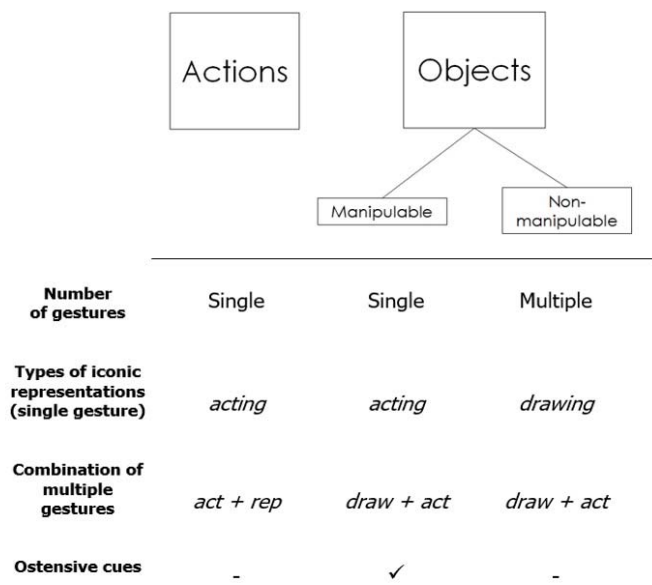 Actions Objects
Manipulable Non-
manipulable
Number
of gestures Single Single Multiple
Types of iconic
representations
(single gesture) acting acting drawing
Combination of
multiple
gestures act + rep draw + act draw + act
Ostensive cues - ✓ -